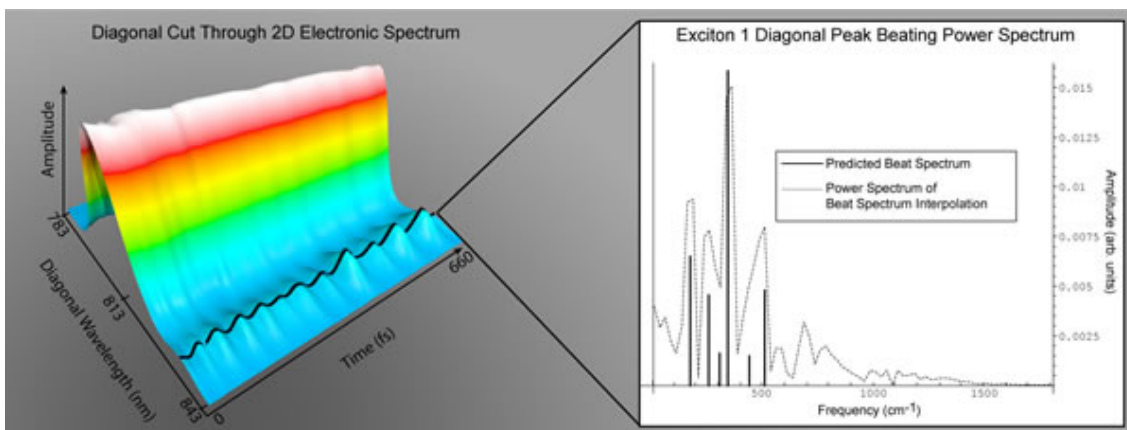 Diagonal Cut Through 2D Electronic Spectrum
Amplitude
783
813
843
Diagonal Wavelength (nm)
0
Time (fs)
660
Exciton 1 Diagonal Peak Beating Power Spectrum
Predicted Beat Spectrum
Power Spectrum of
Beat Spectrum Interpolation
0.015
0.0125
0.01
0.0075
0.005
0.0025
Amplitude (arb. units)
500
1000
1500
Frequency (cm⁻¹)